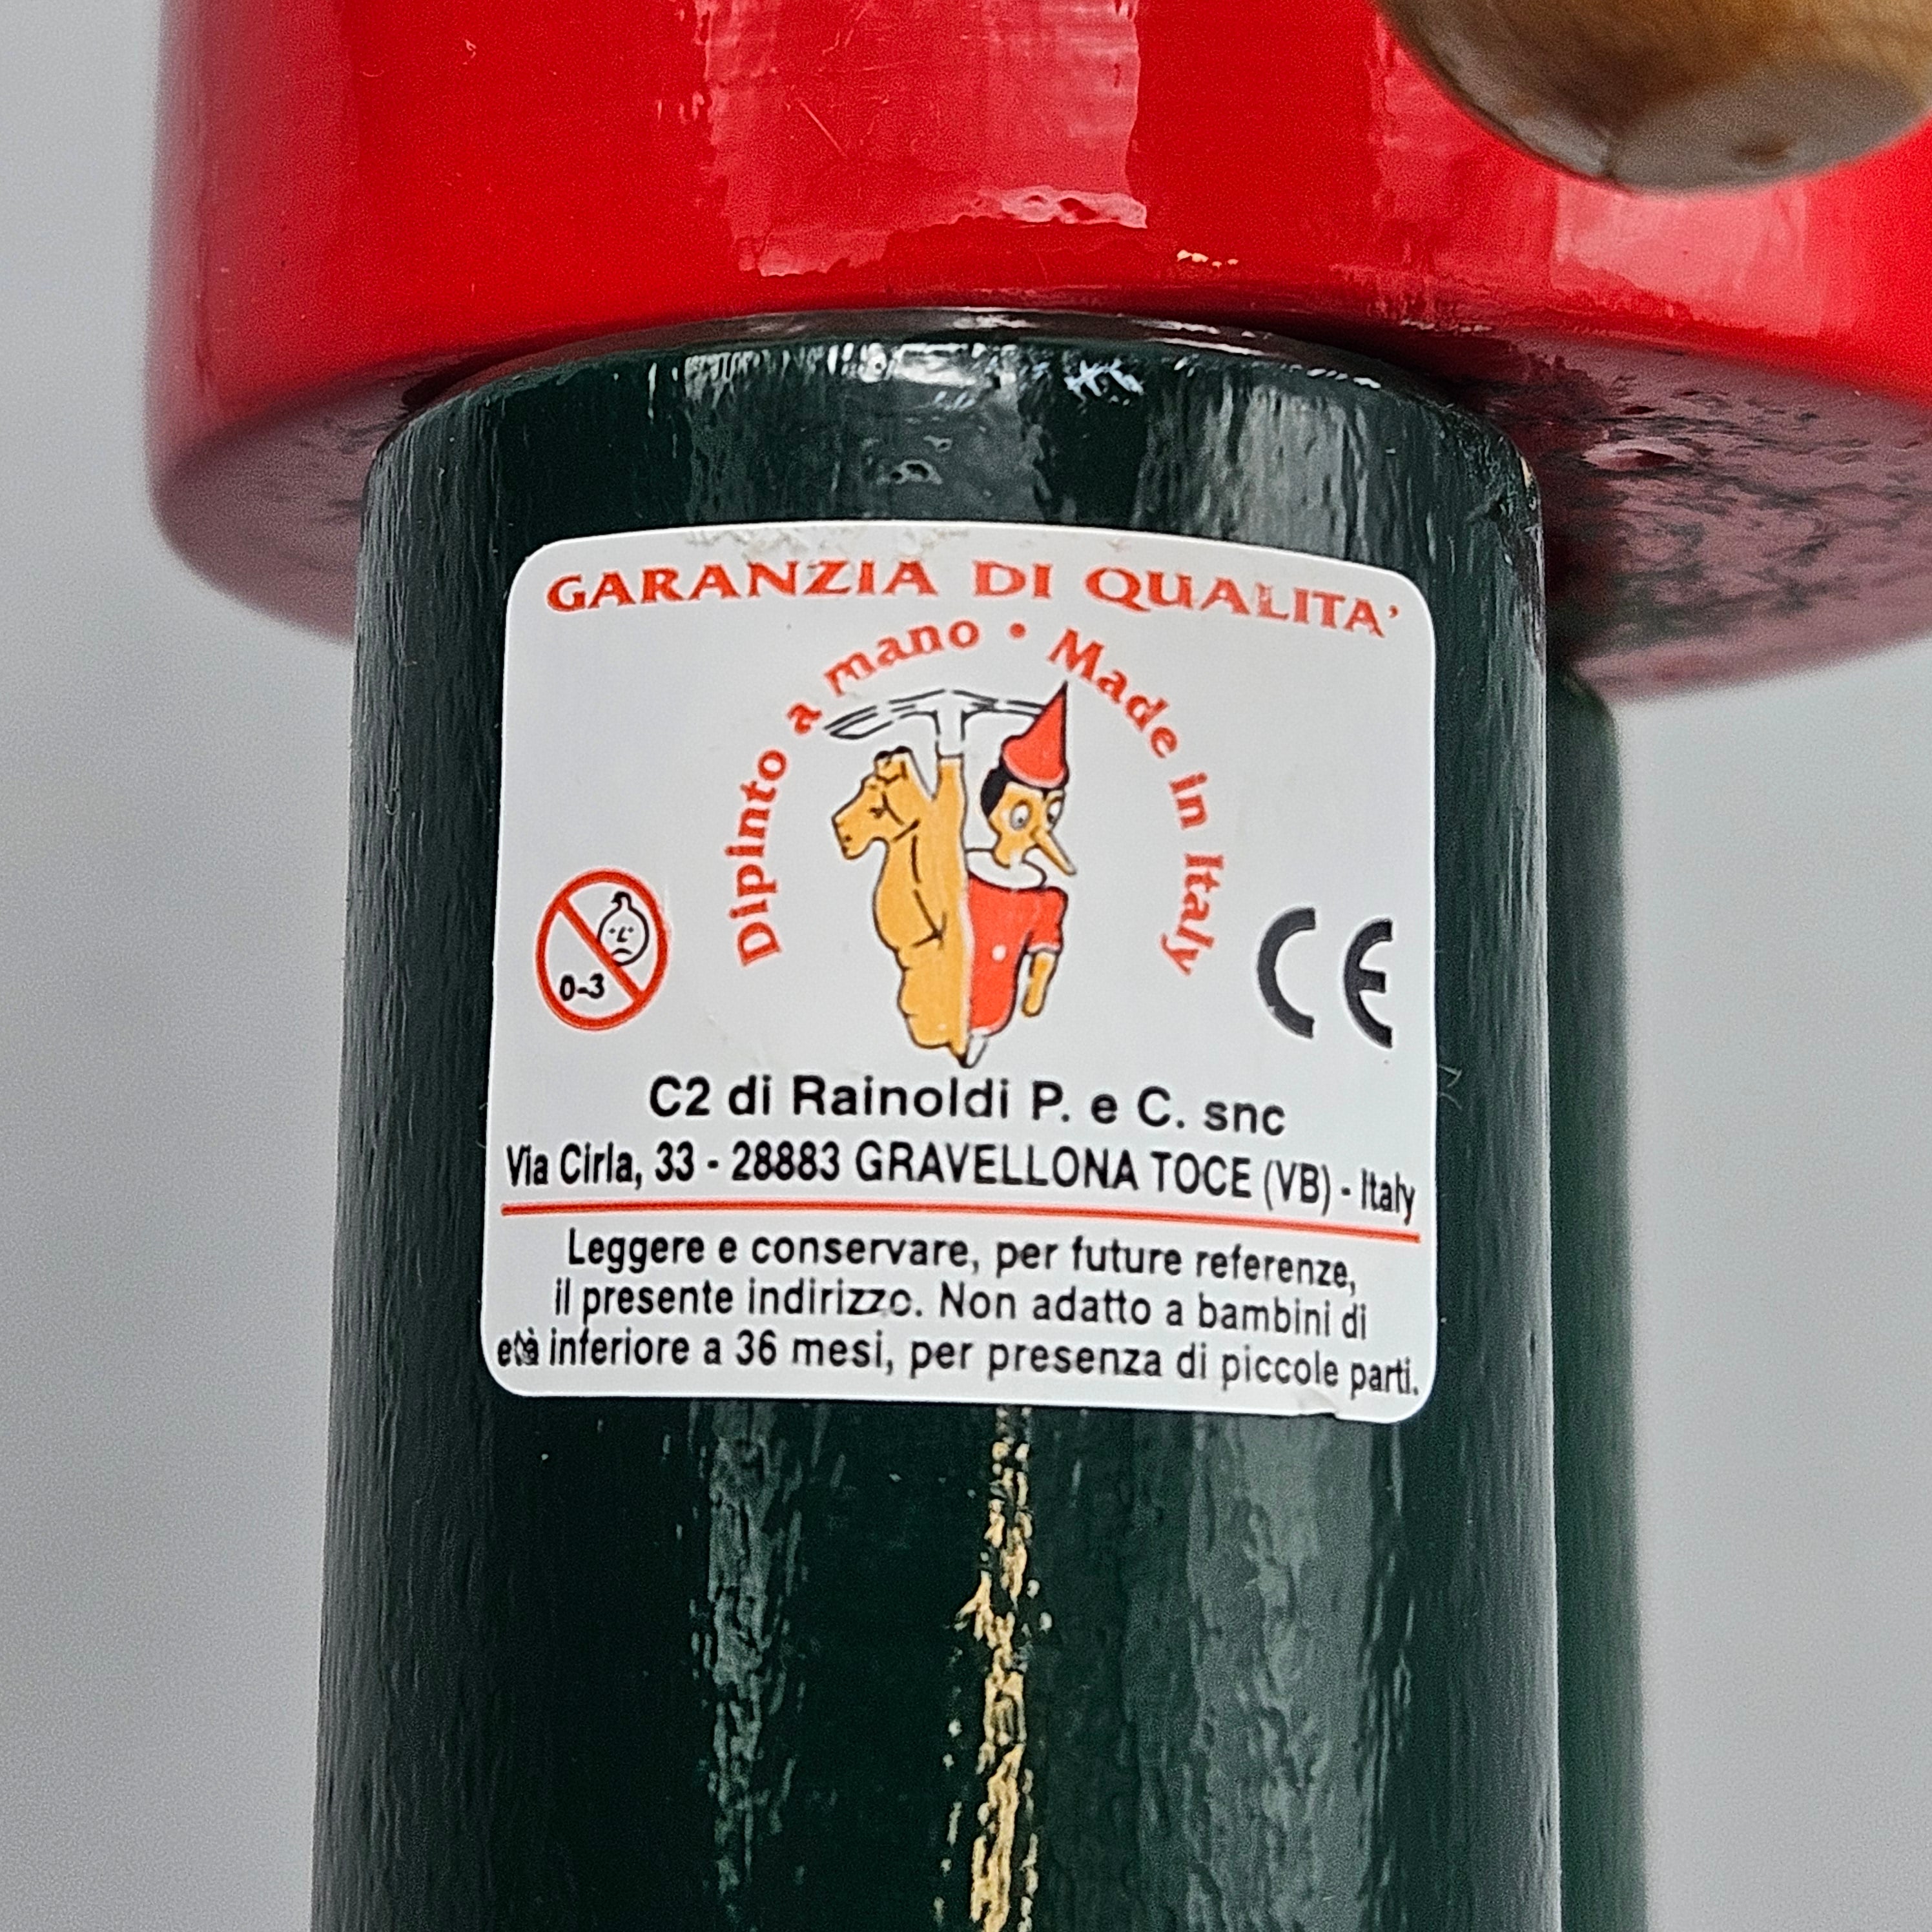 GARANZIA DI QUALITA'
Dipinto a mano • Made in Italy
0-3
CE
C2 di Rainoldi P. e C. snc
Via Cirla, 33 - 28883 GRAVELLONA TOCE (VB) - Italy
Leggere e conservare, per future referenze,
il presente indirizzo. Non adatto a bambini di
età inferiore a 36 mesi, per presenza di piccole parti.